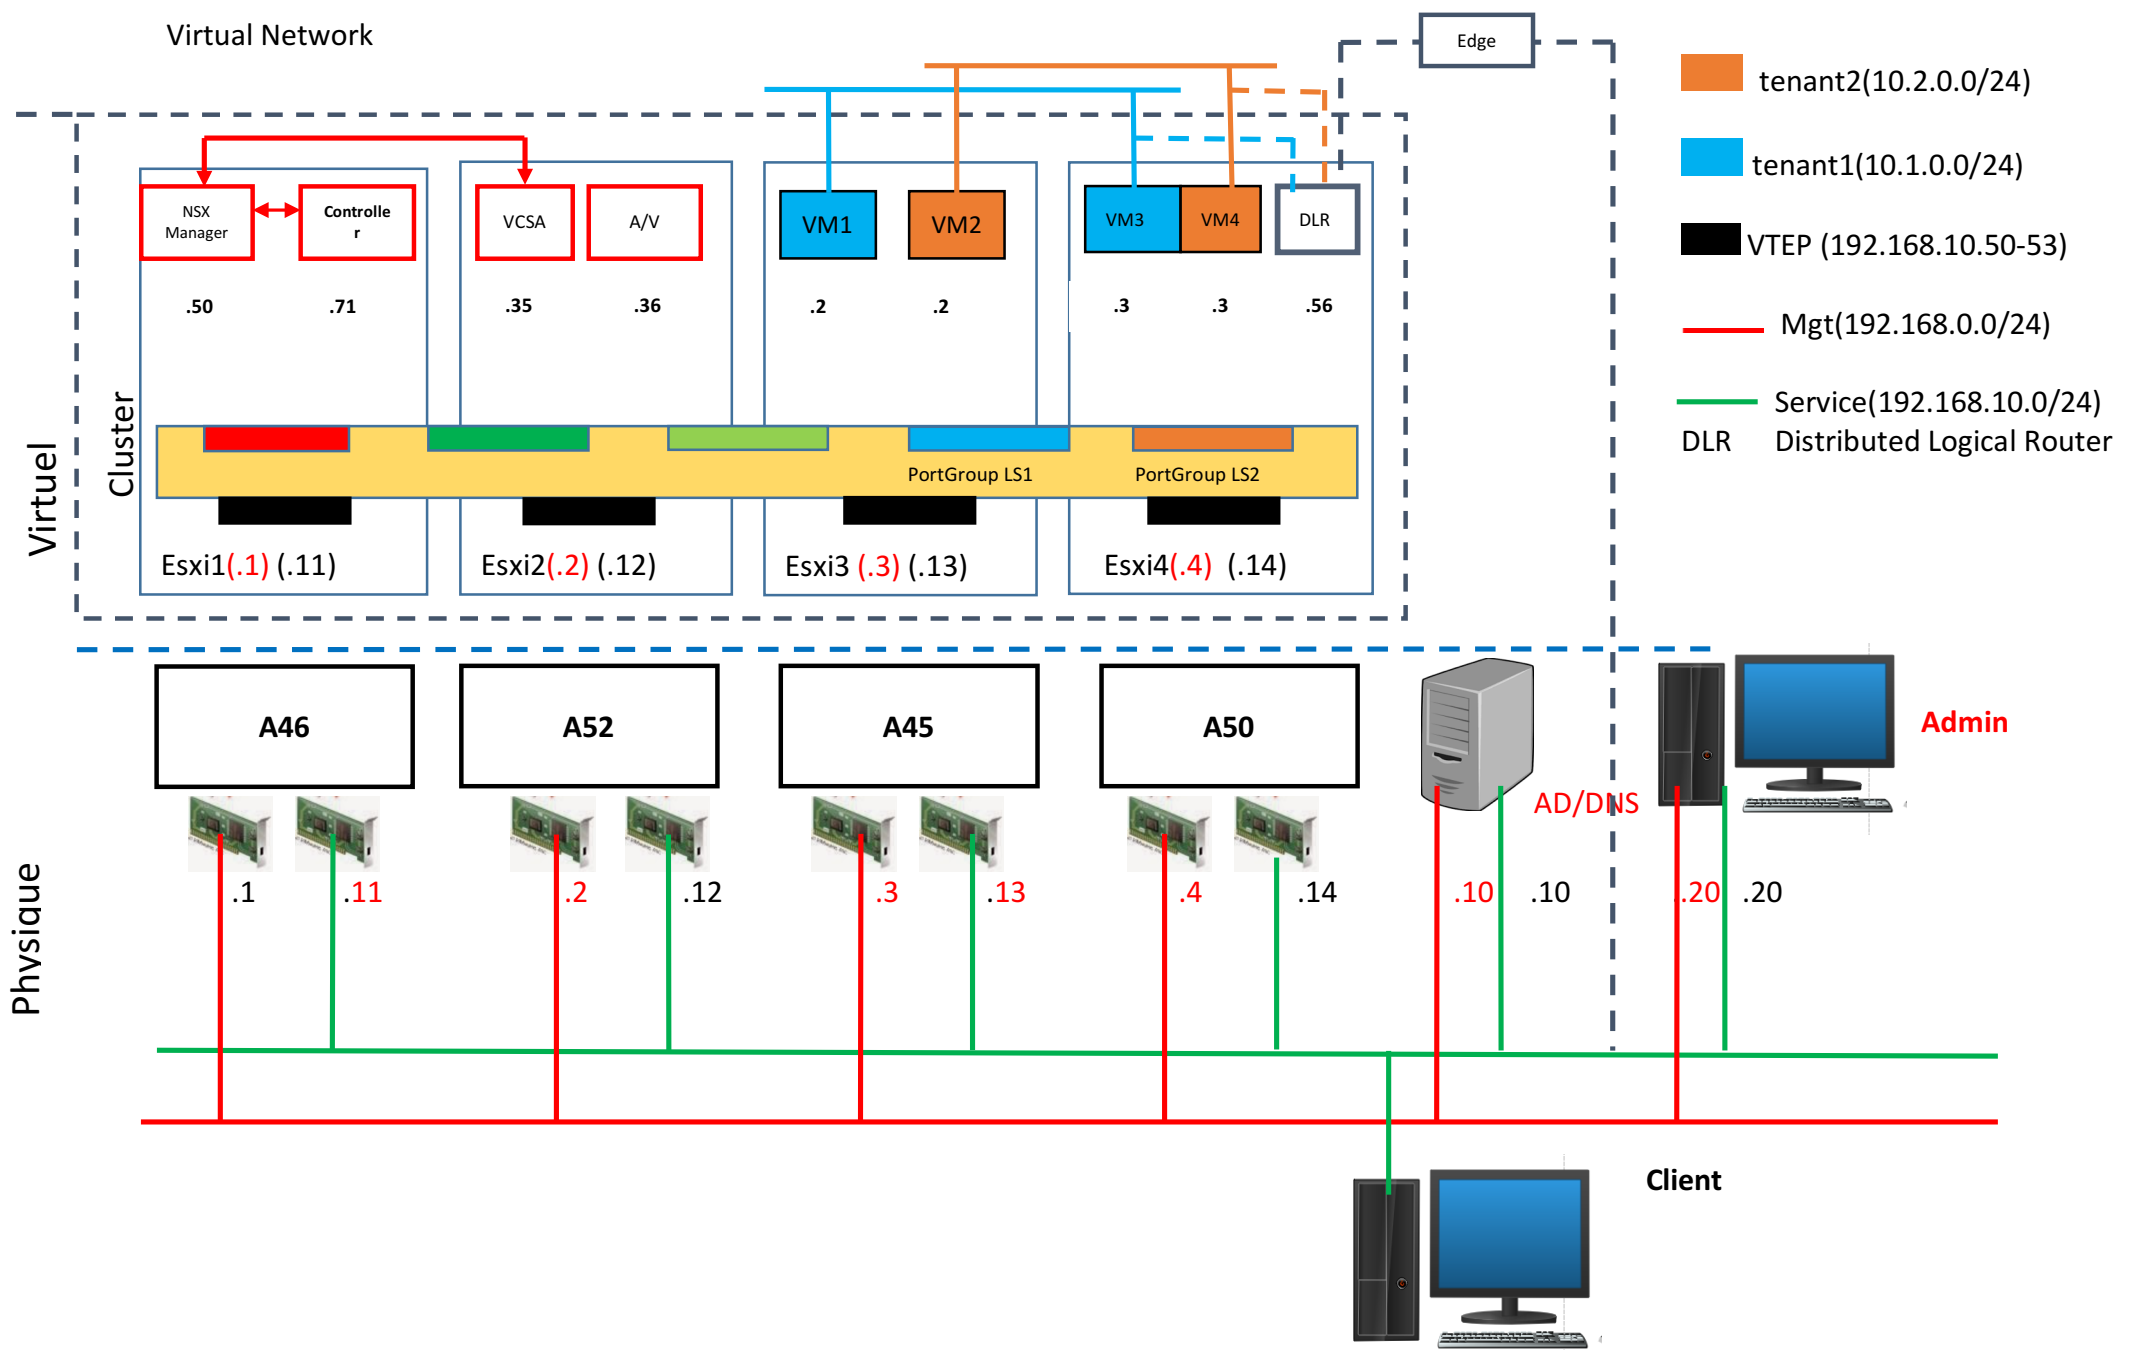 Virtual Network
Edge
tenant2(10.2.0.0/24)
tenant1(10.1.0.0/24)
VTEP (192.168.10.50-53)
Mgt(192.168.0.0/24)
Service(192.168.10.0/24)
DLR Distributed Logical Router
NSX
Manager
Controlle
r
VCSA
A/V
VM1
VM2
VM3
VM4
DLR
.50
.71
.35
.36
.2
.2
.3
.3
.56
Virtuel
Cluster
PortGroup LS1
PortGroup LS2
Esxi1(.1) (.11)
Esxi2(.2) (.12)
Esxi3 (.3) (.13)
Esxi4(.4) (.14)
A46
A52
A45
A50
Admin
AD/DNS
Physique
.1
.11
.2
.12
.3
.13
.4
.14
.10
.10
.20
.20
Client